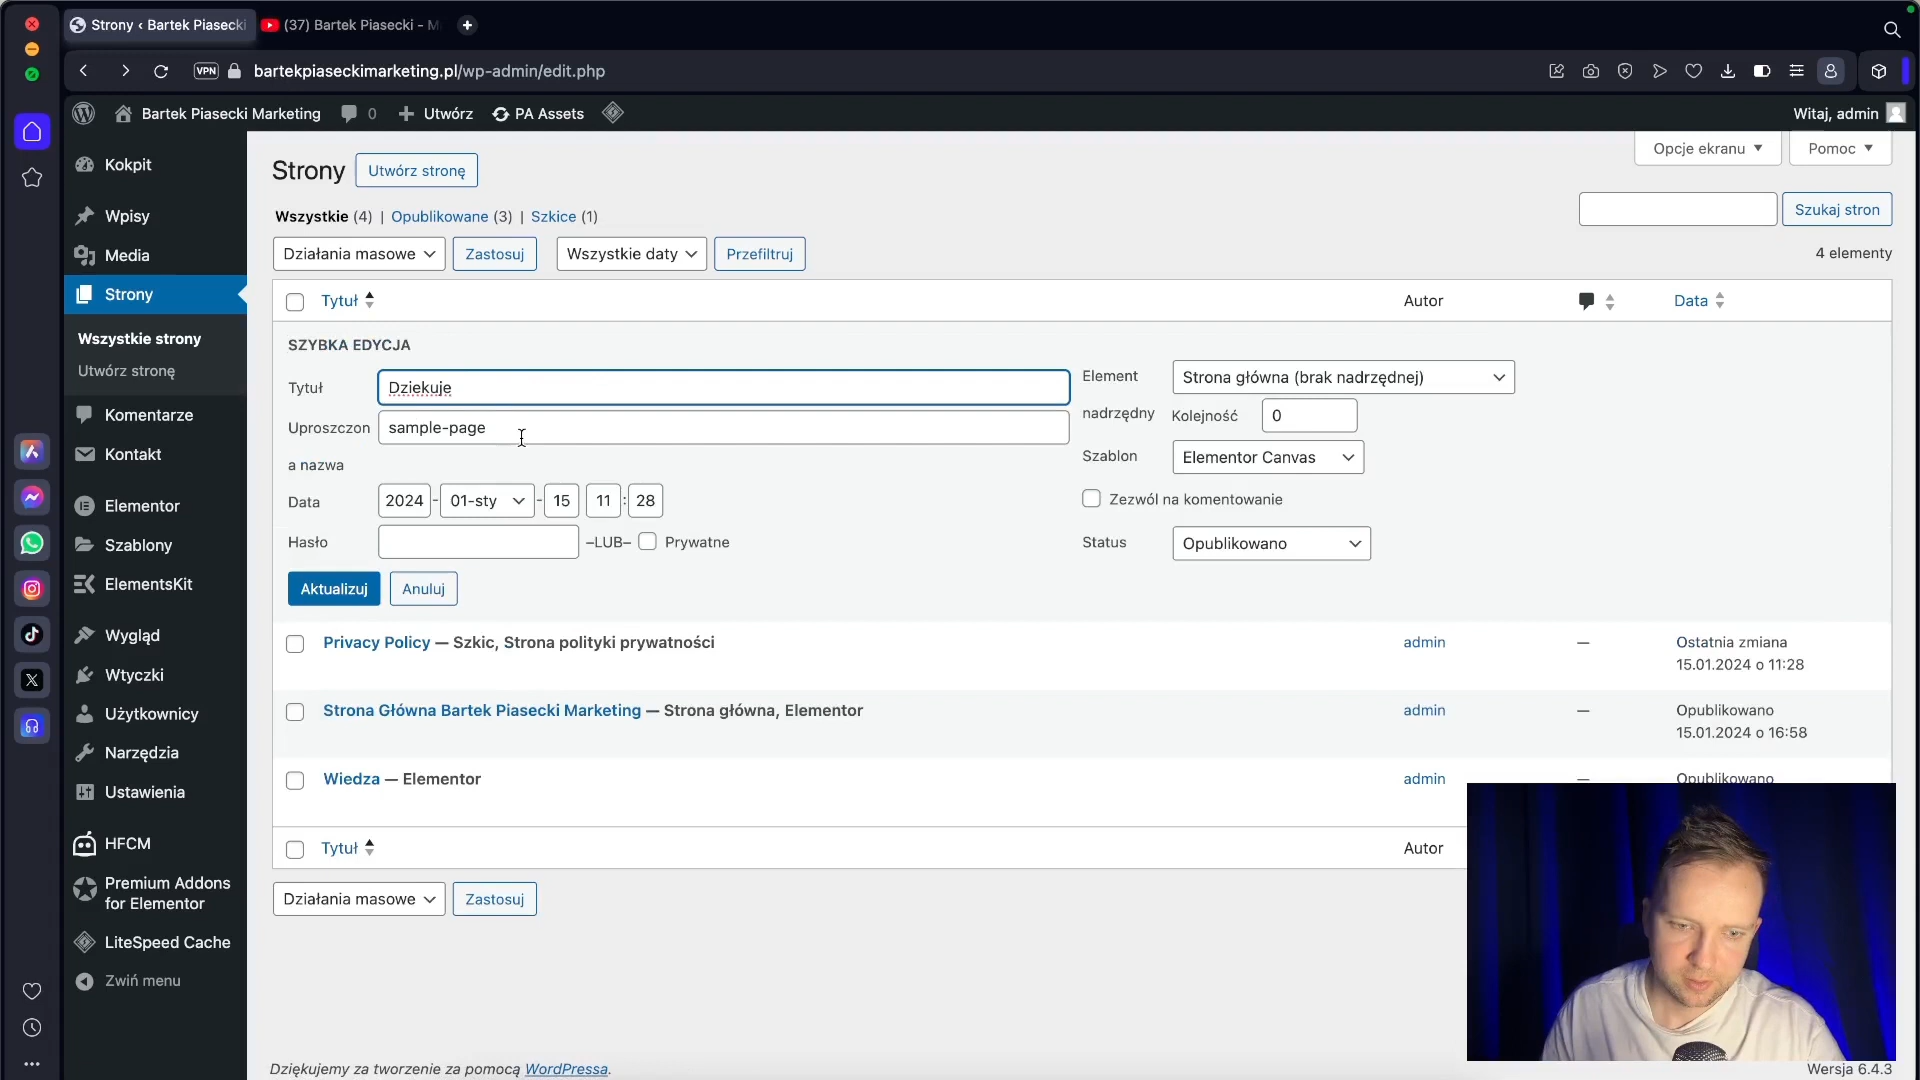 Strony ‹ Bartek Piasecki
(37) Bartek Piasecki - M
VPN bartekpiaseckimarketing.pl/wp-admin/edit.php
Bartek Piasecki Marketing 0 Utwórz PA Assets Witaj, admin
Opcje ekranu Pomoc
Kokpit
Wpisy
Media
Strony
Wszystkie strony
Utwórz stronę
Komentarze
Kontakt
Elementor
Szablony
ElementsKit
Wygląd
Wtyczki
Użytkownicy
Narzędzia
Ustawienia
HFCM
Premium Addons
for Elementor
LiteSpeed Cache
Zwiń menu
Strony Utwórz stronę
Wszystkie (4) | Opublikowane (3) | Szkice (1)
Szukaj stron
Działania masowe Zastosuj Wszystkie daty Przefiltruj 4 elementy
Tytuł Autor Data
SZYBKA EDYCJA
Tytuł Dziekuje
Uproszczon
a nazwa sample-page
Data 2024 - 01-sty - 15 11 : 28
Hasło –LUB– Prywatne
Element
nadrzędny Strona główna (brak nadrzędnej)
Kolejność 0
Szablon Elementor Canvas
Zezwól na komentowanie
Status Opublikowano
Aktualizuj Anuluj
Privacy Policy — Szkic, Strona polityki prywatności admin — Ostatnia zmiana
15.01.2024 o 11:28
Strona Główna Bartek Piasecki Marketing — Strona główna, Elementor admin — Opublikowano
15.01.2024 o 16:58
Wiedza — Elementor admin — Opublikowano
Tytuł Autor
Działania masowe Zastosuj
Dziękujemy za tworzenie za pomocą WordPressa. Wersja 6.4.3